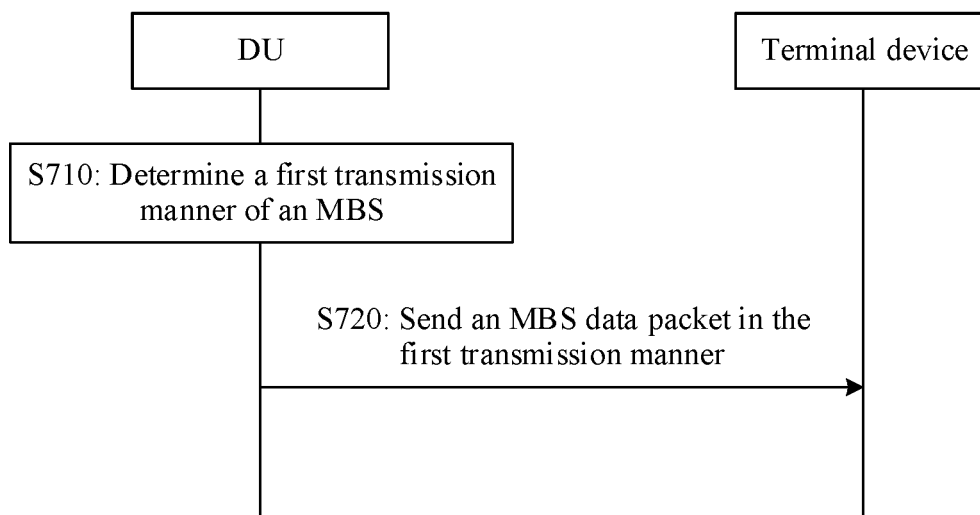 DU
Terminal device
S710: Determine a first transmission
manner of an MBS
S720: Send an MBS data packet in the
first transmission manner